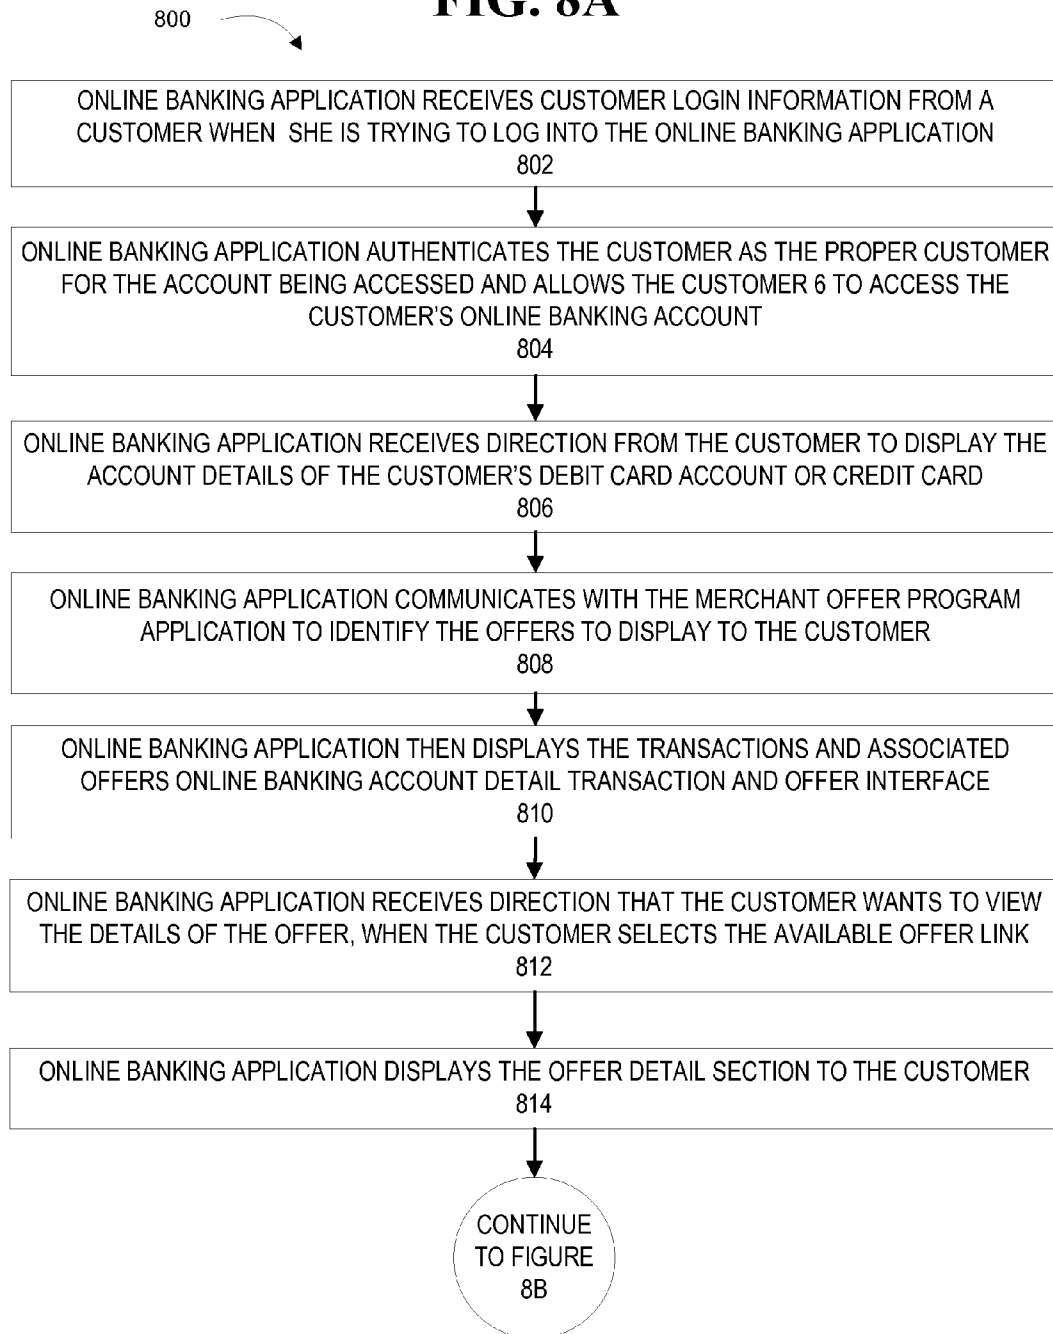 FIG. 8A
800
ONLINE BANKING APPLICATION RECEIVES CUSTOMER LOGIN INFORMATION FROM A
CUSTOMER WHEN SHE IS TRYING TO LOG INTO THE ONLINE BANKING APPLICATION
802
ONLINE BANKING APPLICATION AUTHENTICATES THE CUSTOMER AS THE PROPER CUSTOMER
FOR THE ACCOUNT BEING ACCESSED AND ALLOWS THE CUSTOMER 6 TO ACCESS THE
CUSTOMER'S ONLINE BANKING ACCOUNT
804
ONLINE BANKING APPLICATION RECEIVES DIRECTION FROM THE CUSTOMER TO DISPLAY THE
ACCOUNT DETAILS OF THE CUSTOMER'S DEBIT CARD ACCOUNT OR CREDIT CARD
806
ONLINE BANKING APPLICATION COMMUNICATES WITH THE MERCHANT OFFER PROGRAM
APPLICATION TO IDENTIFY THE OFFERS TO DISPLAY TO THE CUSTOMER
808
ONLINE BANKING APPLICATION THEN DISPLAYS THE TRANSACTIONS AND ASSOCIATED
OFFERS ONLINE BANKING ACCOUNT DETAIL TRANSACTION AND OFFER INTERFACE
810
ONLINE BANKING APPLICATION RECEIVES DIRECTION THAT THE CUSTOMER WANTS TO VIEW
THE DETAILS OF THE OFFER, WHEN THE CUSTOMER SELECTS THE AVAILABLE OFFER LINK
812
ONLINE BANKING APPLICATION DISPLAYS THE OFFER DETAIL SECTION TO THE CUSTOMER
814
CONTINUE
TO FIGURE
8B